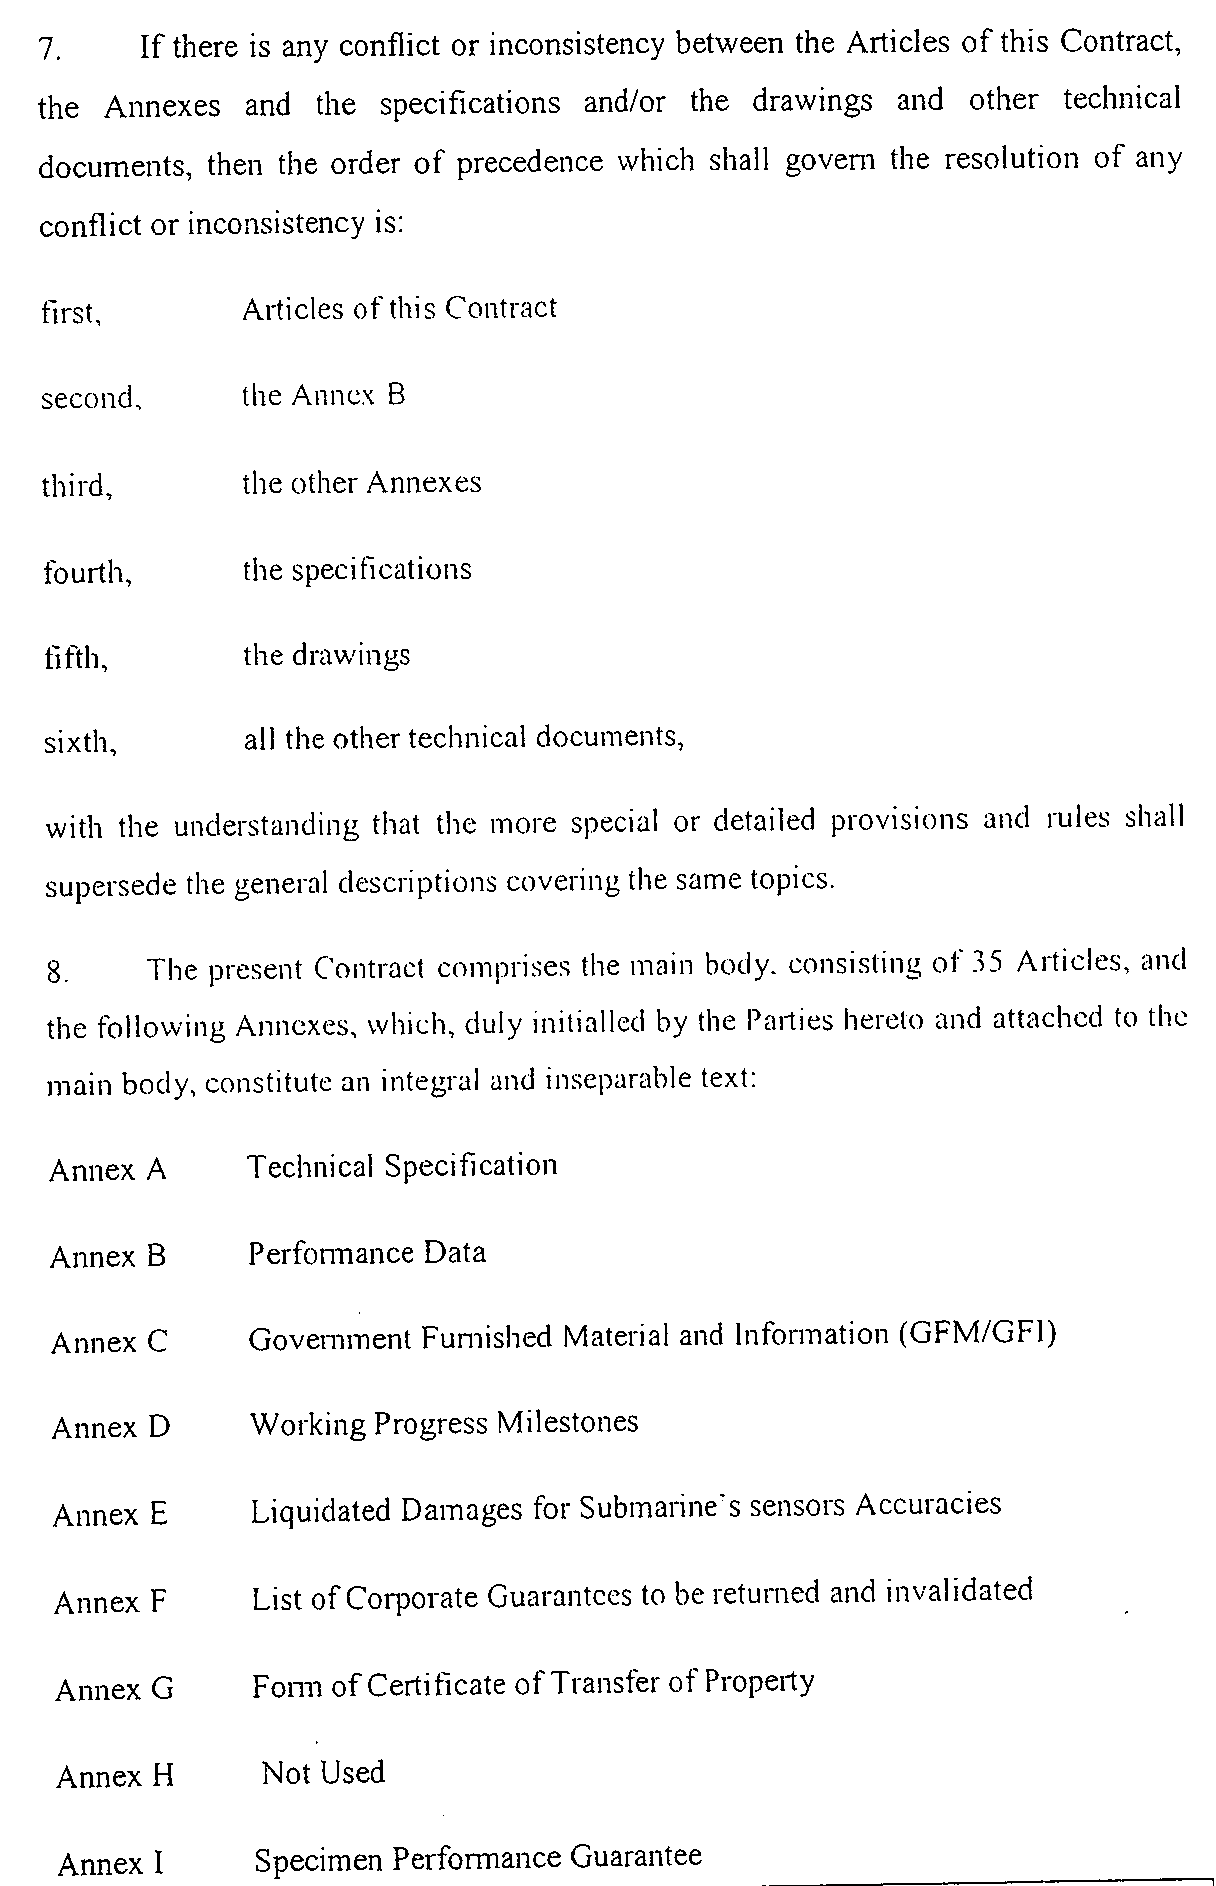 7. If there is any conflict or inconsistency between the Articles of this Contract,
the Annexes and the specifications and/or the drawings and other technical
documents, then the order of precedence which shall govern the resolution of any
conflict or inconsistency is:
first, Articles of this Contract
second, the Annex B
third, the other Annexes
fourth, the specifications
fifth, the drawings
sixth, all the other technical documents,
with the understanding that the more special or detailed provisions and rules shall
supersede the general descriptions covering the same topics.
8. The present Contract comprises the main body. consisting of 35 Articles, and
the following Annexes, which, duly initialled by the Parties hereto and attached to the
main body, constitute an integral and inseparable text:
Annex A Technical Specification
Annex B Performance Data
Annex C Government Furnished Material and Information (GFM/GFI)
Annex D Working Progress Milestones
Annex E Liquidated Damages for Submarine's sensors Accuracies
Annex F List of Corporate Guarantees to be returned and invalidated
Annex G Form of Certificate of Transfer of Property
Annex H Not Used
Annex I Specimen Performance Guarantee